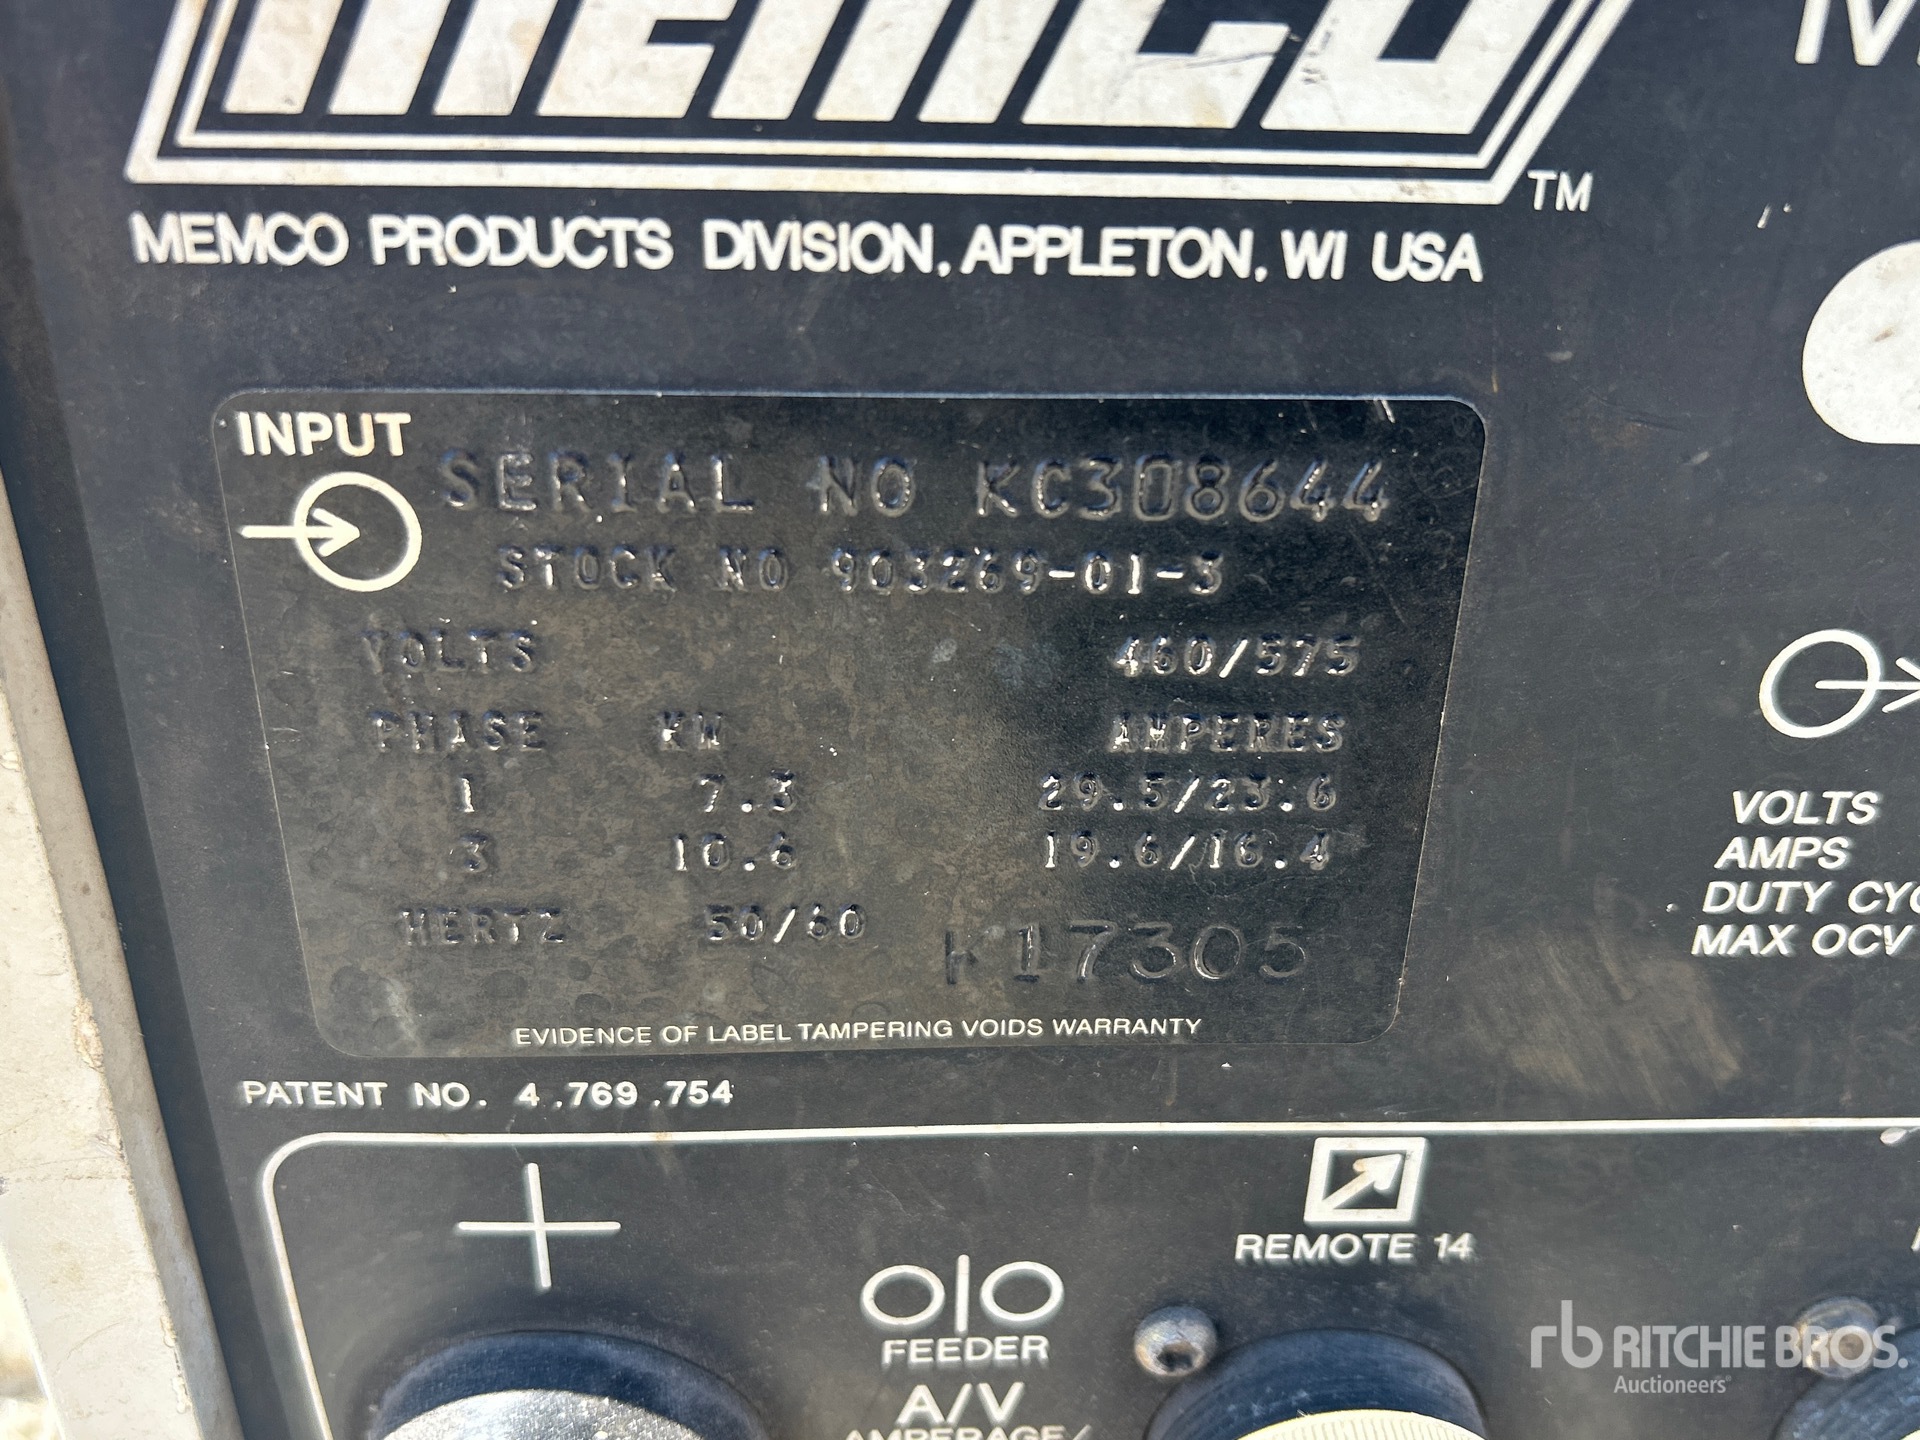 MEMCO
TM
MEMCO PRODUCTS DIVISION, APPLETON, WI USA
INPUT
SERIAL NO KC308644
STOCK NO 903269-01-3
VOLTS 460/575
PHASE KW AMPERES
1 7.3 29.5/23.6
3 10.6 19.6/16.4
HERTZ 50/60
K17305
EVIDENCE OF LABEL TAMPERING VOIDS WARRANTY
PATENT NO. 4,769,754
VOLTS
AMPS
DUTY CYC
MAX OCV
REMOTE 14
FEEDER
A/V
AMPERAGE/
rb RITCHIE BROS.
Auctioneers